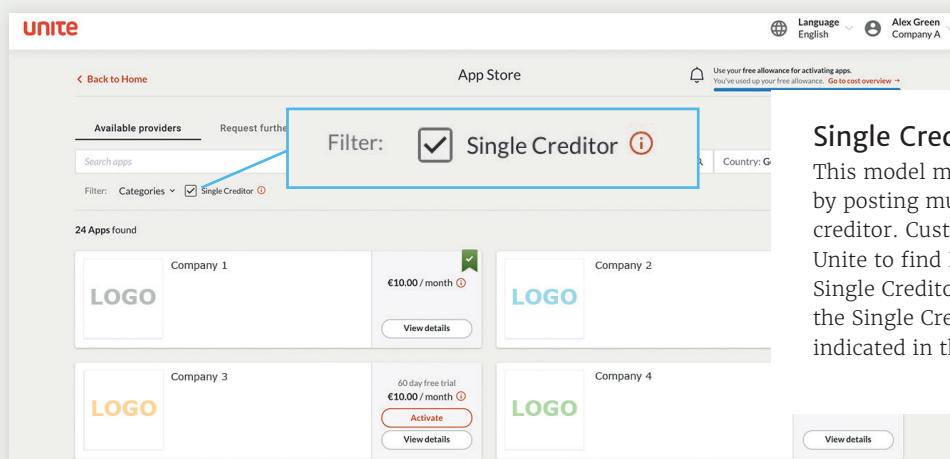 unite
Language
English
Alex Green
Company A
Back to Home
App Store
Use your free allowance for activating apps.
You've used up your free allowance. Go to cost overview →
Available providers
Request furthe
Search apps
Country: G
Filter: Categories Single Creditor
Filter: Single Creditor
24 Apps found
Company 1
LOGO
€10.00 / month
View details
Company 2
LOGO
Company 3
LOGO
60 day free trial
€10.00 / month
Activate
View details
Company 4
LOGO
View details
Single Cred
This model m
by posting mu
creditor. Cust
Unite to find
Single Credito
the Single Cre
indicated in th